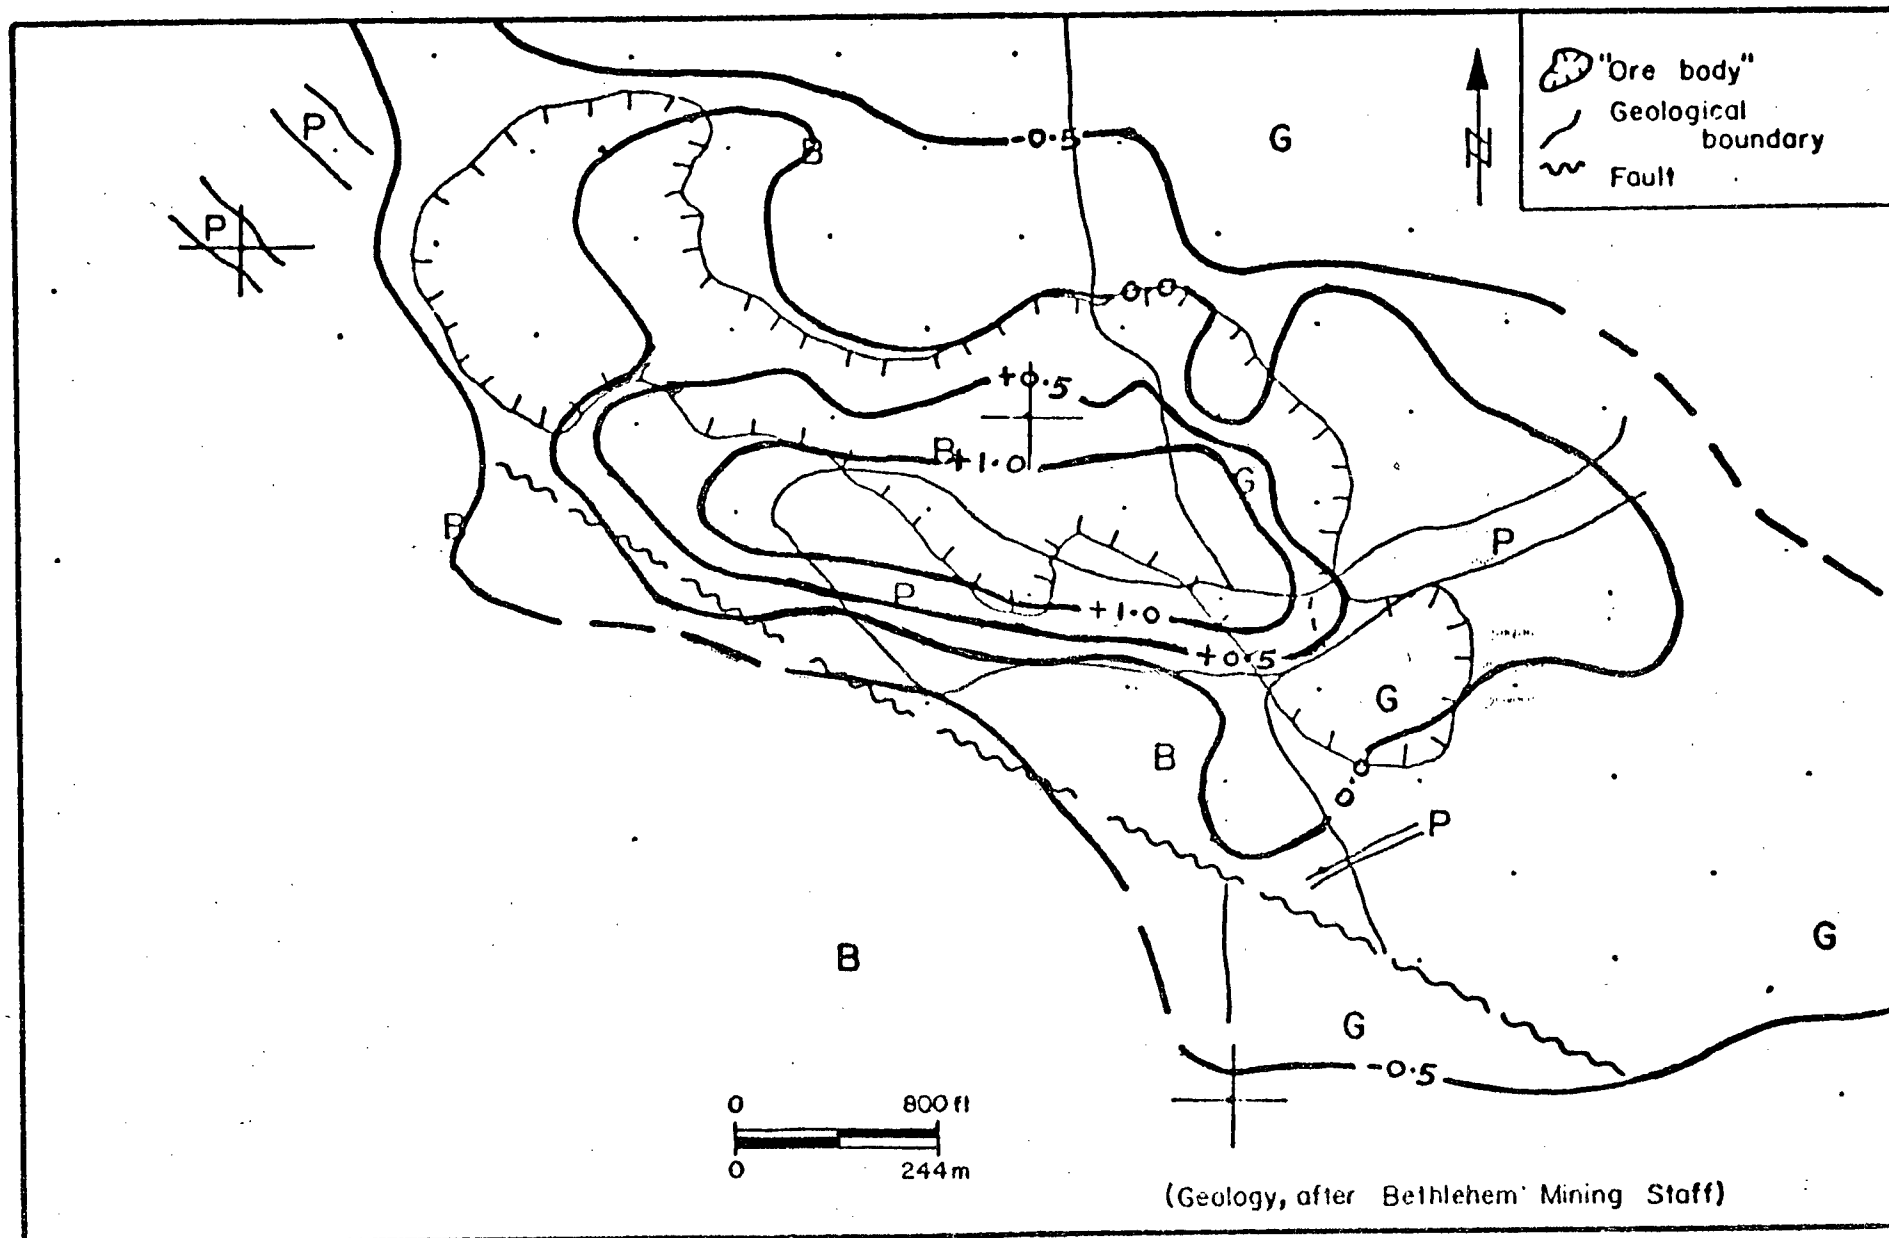 "Ore body"
Geological
boundary
Fault
N
P
P
B
-0.5
G
0 0
+0.5
B
+1.0
G
B
P
P
+1.0
+0.5
G
B
0
P
B
G
G
-0.5
0 800 ft
0 244 m
(Geology, after Bethlehem Mining Staff)